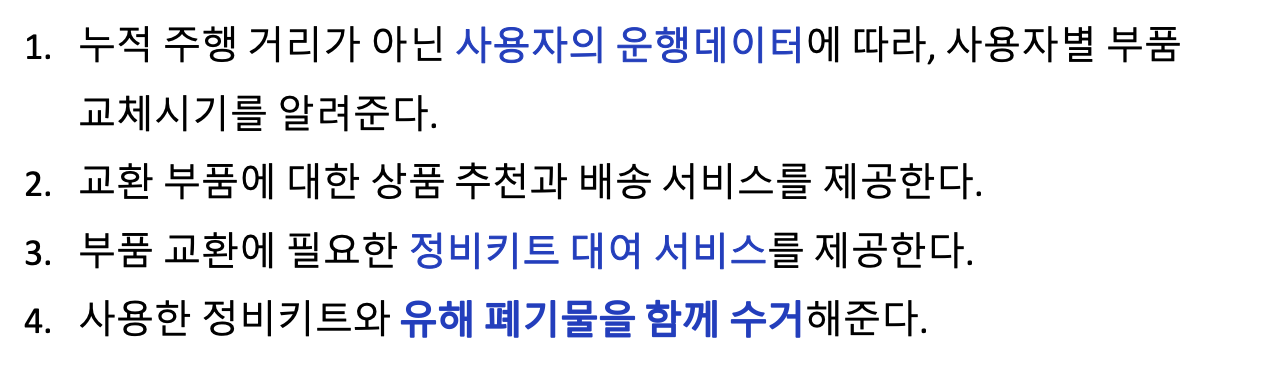 1. 누적 주행 거리가 아닌 사용자의 운행데이터에 따라, 사용자별 부품
교체시기를 알려준다.
2. 교환 부품에 대한 상품 추천과 배송 서비스를 제공한다.
3. 부품 교환에 필요한 정비키트 대여 서비스를 제공한다.
4. 사용한 정비키트와 유해 폐기물을 함께 수거해준다.